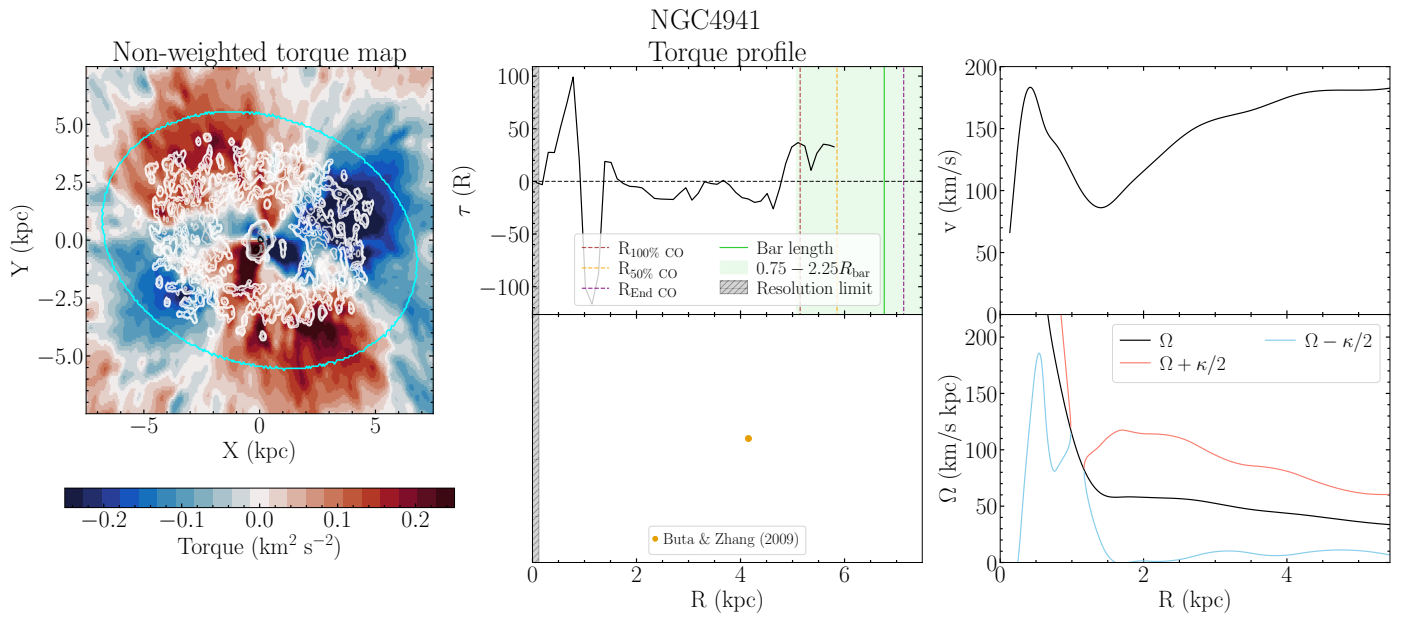 NGC4941
Non-weighted torque map
Y (kpc)
5.0
2.5
0.0
−2.5
−5.0
−5
0
5
X (kpc)
−0.2
−0.1
0.0
0.1
0.2
Torque (km² s⁻²)
Torque profile
τ (R)
100
50
0
−50
−100
R100% CO
R50% CO
REnd CO
Bar length
0.75 − 2.25Rbar
Resolution limit
Buta & Zhang (2009)
0
2
4
6
R (kpc)
v (km/s)
200
150
100
50
0
Ω (km/s kpc)
200
150
100
50
0
Ω
Ω + κ/2
Ω − κ/2
0
2
4
R (kpc)